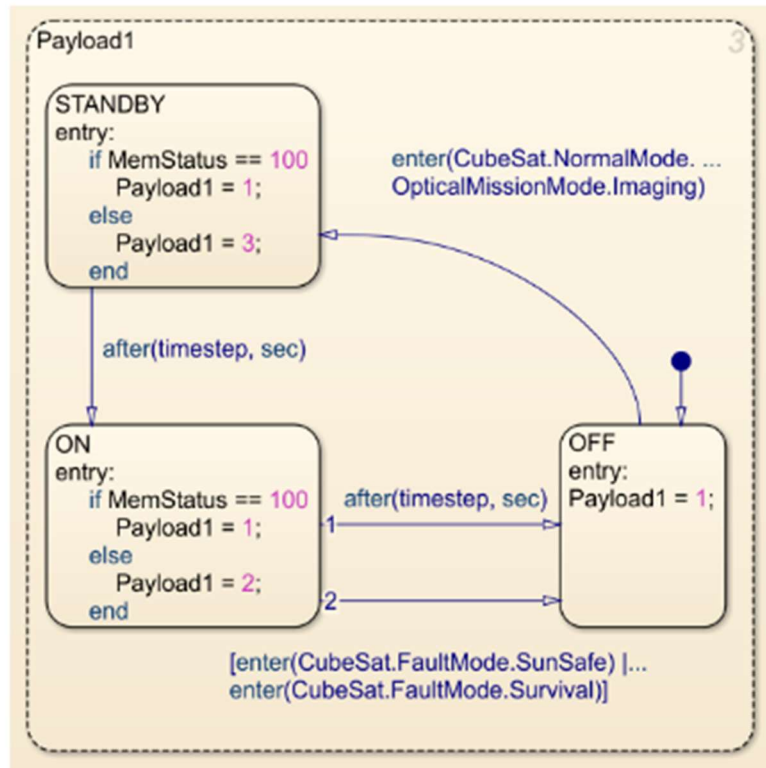 Payload1
3
STANDBY
entry:
if MemStatus == 100
Payload1 = 1;
else
Payload1 = 3;
end
enter(CubeSat.NormalMode. ...
OpticalMissionMode.Imaging)
after(timestep, sec)
ON
entry:
if MemStatus == 100
Payload1 = 1;
else
Payload1 = 2;
end
1
after(timestep, sec)
2
OFF
entry:
Payload1 = 1;
[enter(CubeSat.FaultMode.SunSafe) |...
enter(CubeSat.FaultMode.Survival)]